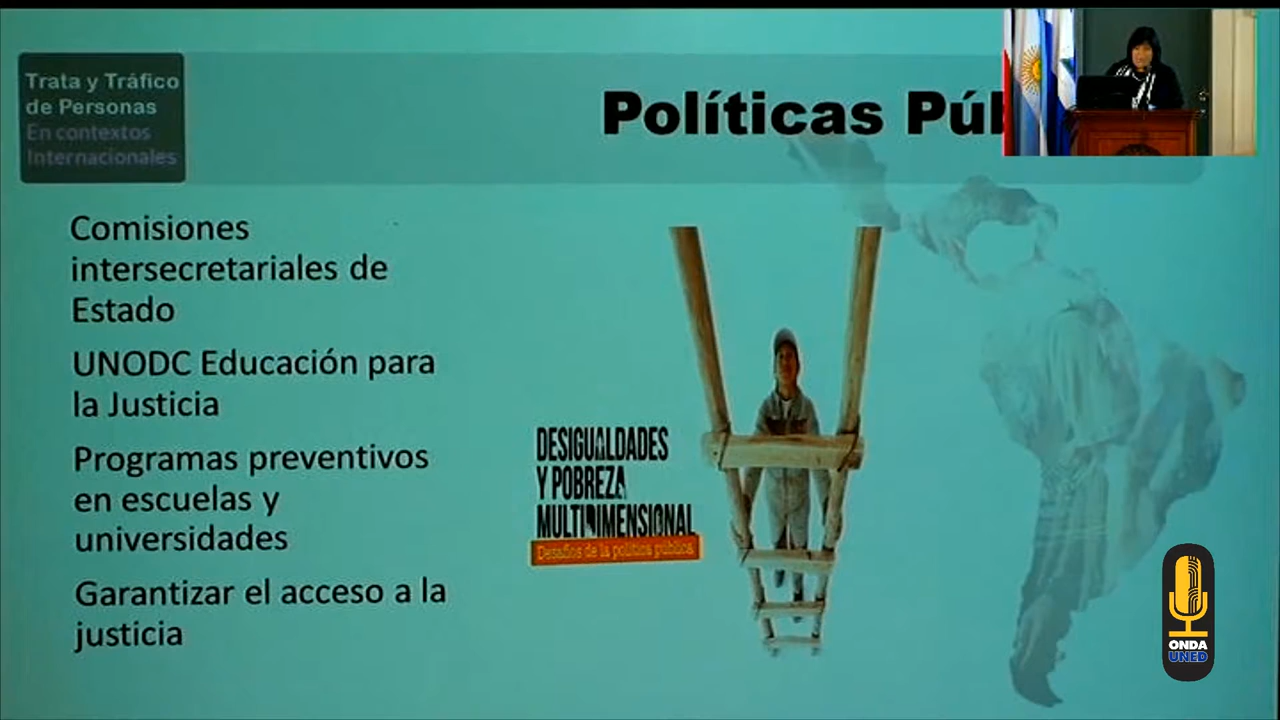 Trata y Tráfico
de Personas
En contextos
Internacionales
Políticas
Comisiones
intersecretariales de
Estado
UNODC Educación para
la Justicia
Programas preventivos
en escuelas y
universidades
Garantizar el acceso a la
justicia
DESIGUALDADES
Y POBREZA
MULTIDIMENSIONAL
Desafíos de la política pública
ONDA
UNED